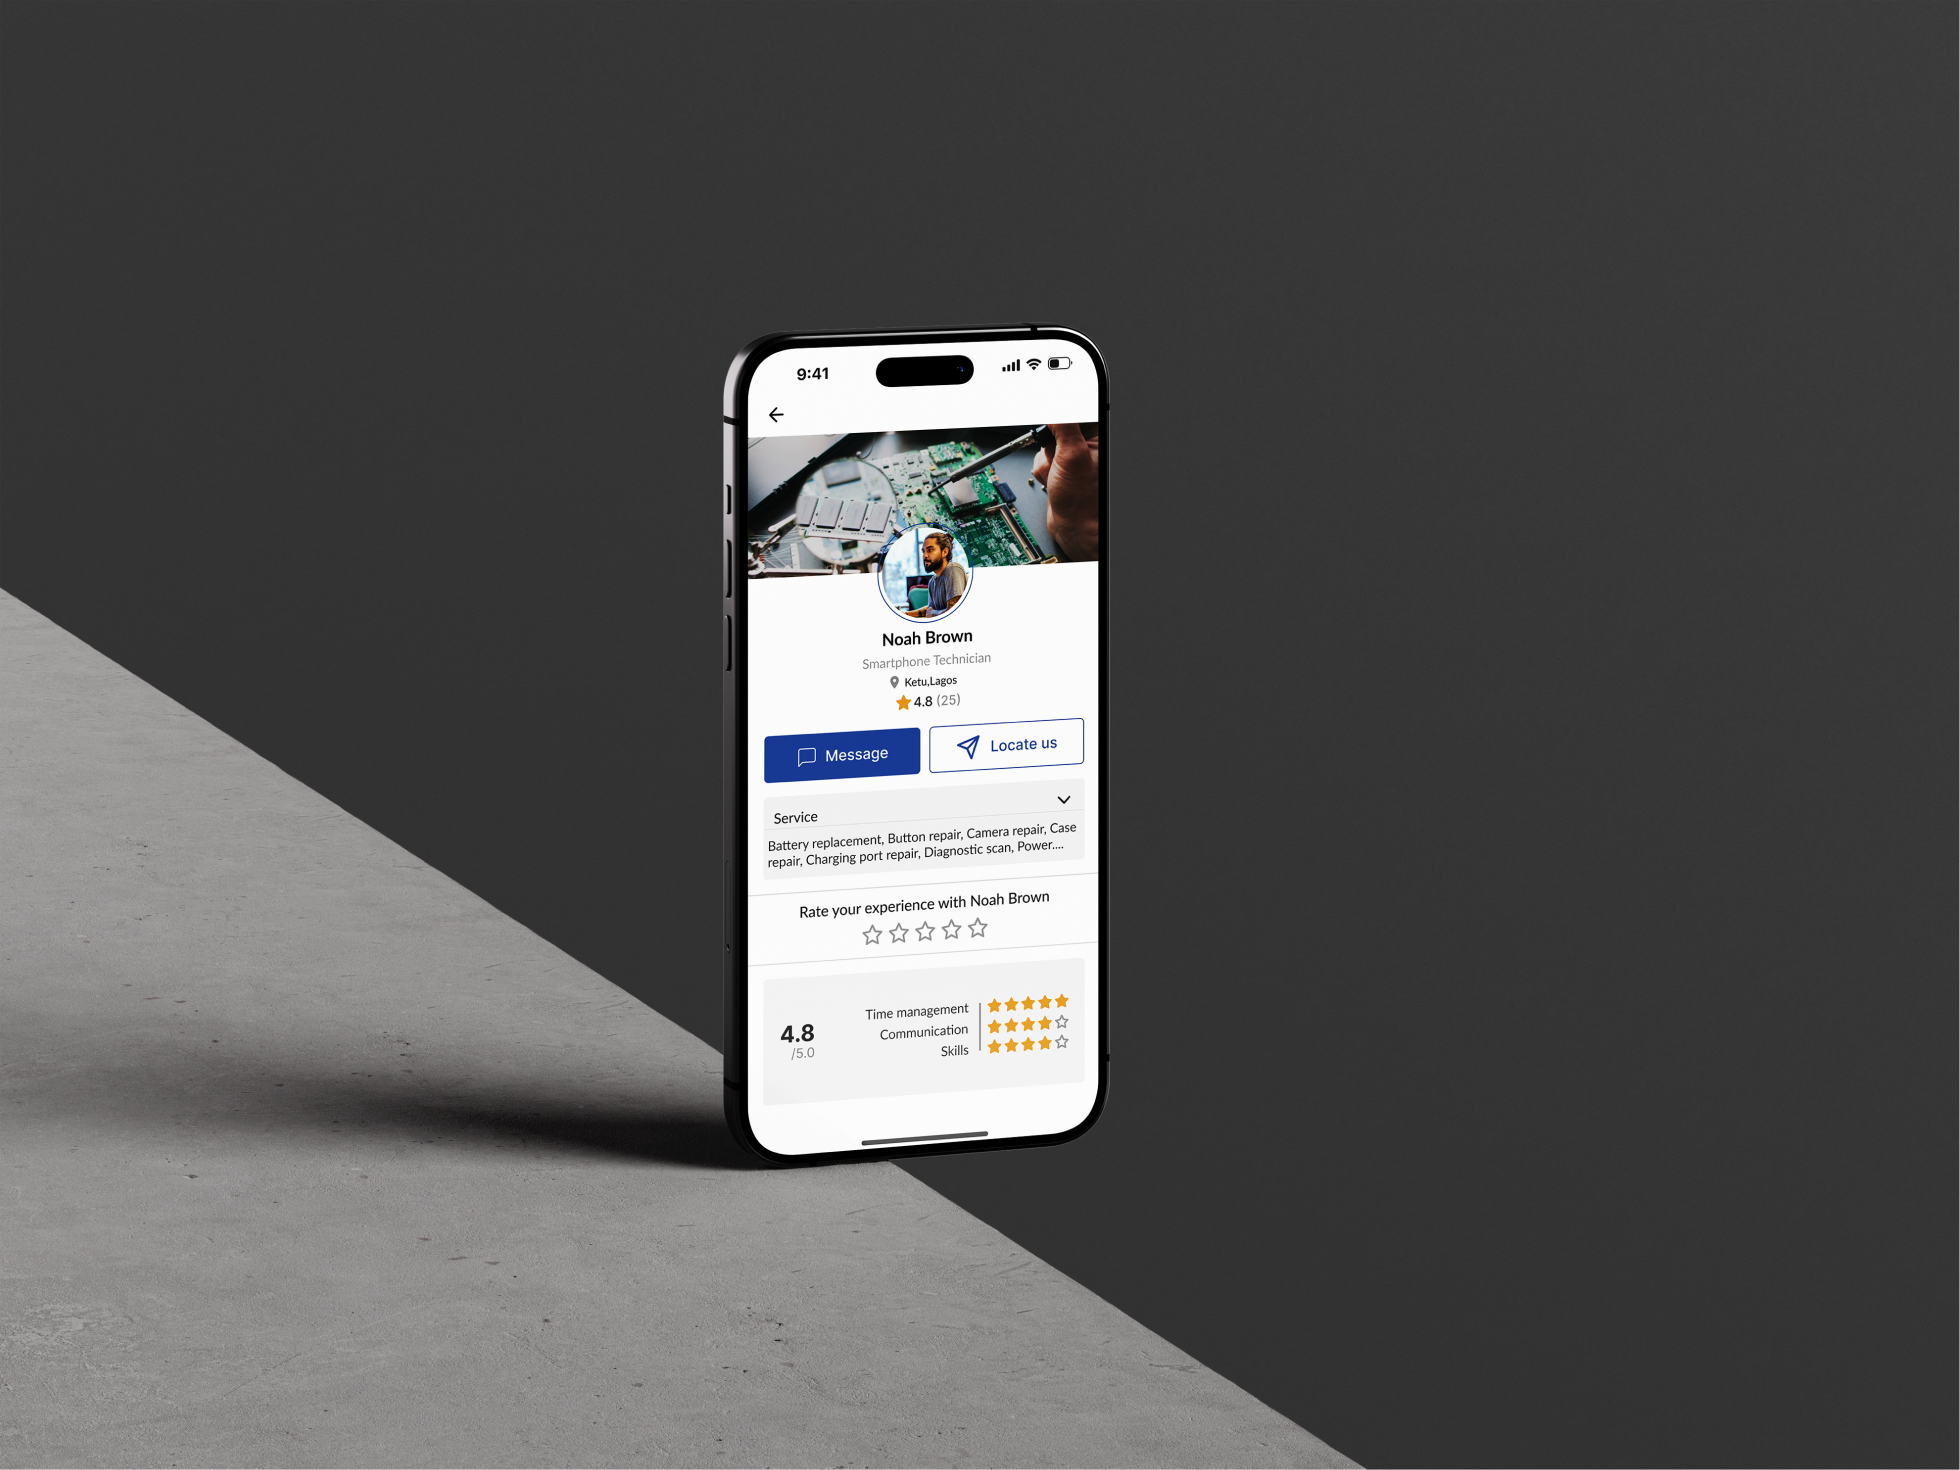 9:41
Noah Brown
Smartphone Technician
Ketu,Lagos
4.8 (25)
Message
Locate us
Service
Battery replacement, Button repair, Camera repair, Case
repair, Charging port repair, Diagnostic scan, Power....
Rate your experience with Noah Brown
4.8
/5.0
Time management
Communication
Skills